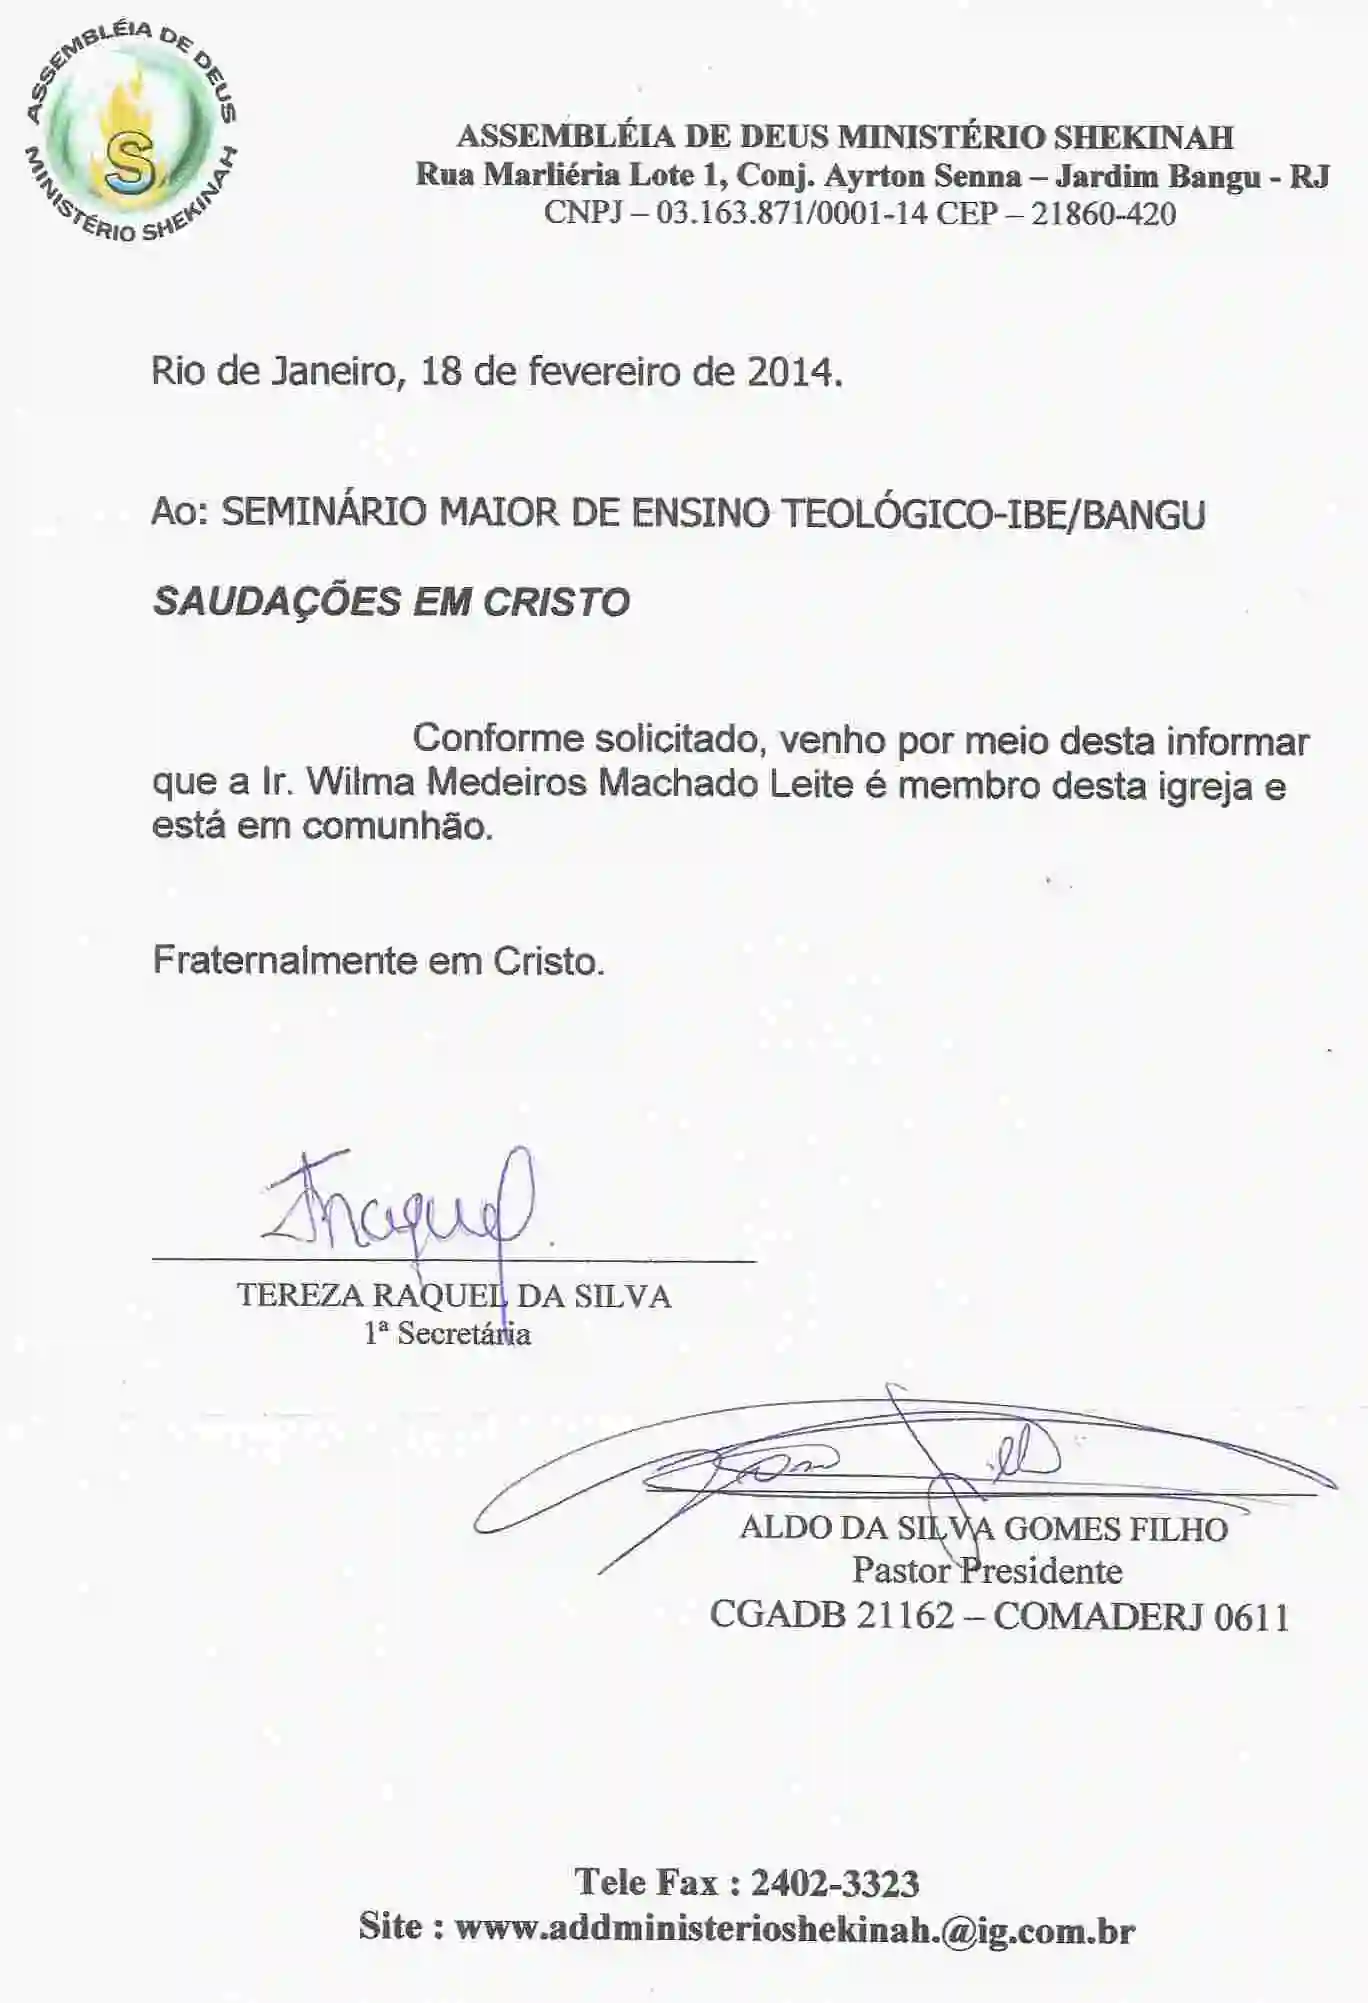 ASSEMBLÉIA DE DEUS
MINISTÉRIO SHEKINAH
S
ASSEMBLÉIA DE DEUS MINISTÉRIO SHEKINAH
Rua Marliéria Lote 1, Conj. Ayrton Senna – Jardim Bangu - RJ
CNPJ – 03.163.871/0001-14 CEP – 21860-420
Rio de Janeiro, 18 de fevereiro de 2014.
Ao: SEMINÁRIO MAIOR DE ENSINO TEOLÓGICO-IBE/BANGU
SAUDAÇÕES EM CRISTO
Conforme solicitado, venho por meio desta informar
que a Ir. Wilma Medeiros Machado Leite é membro desta igreja e
está em comunhão.
Fraternalmente em Cristo.
TEREZA RAQUEL DA SILVA
1ª Secretária
ALDO DA SILVA GOMES FILHO
Pastor Presidente
CGADB 21162 – COMADERJ 0611
Tele Fax : 2402-3323
Site : www.addministerioshekinah.@ig.com.br